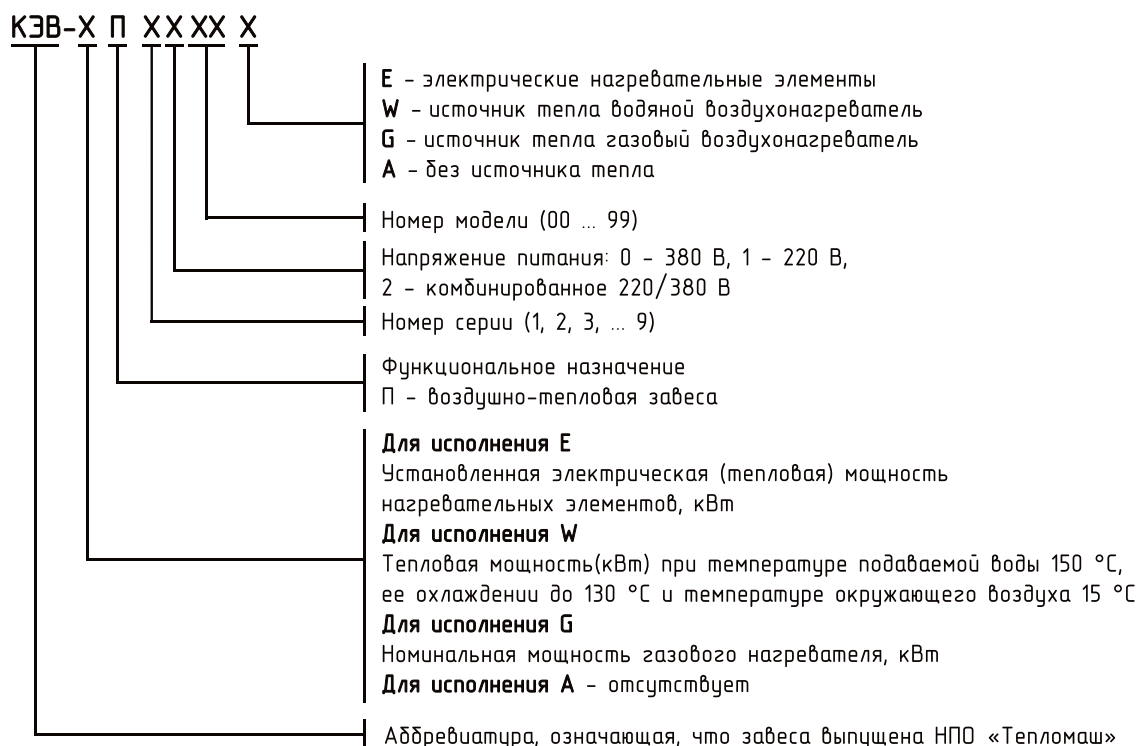 КЭВ-Х П Х Х ХХ Х
E – электрические нагревательные элементы
W – источник тепла водяной воздухонагреватель
G – источник тепла газовый воздухонагреватель
A – без источника тепла
Номер модели (00 ... 99)
Напряжение питания: 0 – 380 В, 1 – 220 В,
2 – комбинированное 220/380 В
Номер серии (1, 2, 3, ... 9)
Функциональное назначение
П – воздушно-тепловая завеса
Для исполнения E
Установленная электрическая (тепловая) мощность
нагревательных элементов, кВт
Для исполнения W
Тепловая мощность(кВт) при температуре подаваемой воды 150 °С,
ее охлаждении до 130 °С и температуре окружающего воздуха 15 °С
Для исполнения G
Номинальная мощность газового нагревателя, кВт
Для исполнения A – отсутствует
Аббревиатура, означающая, что завеса выпущена НПО «Тепломаш»